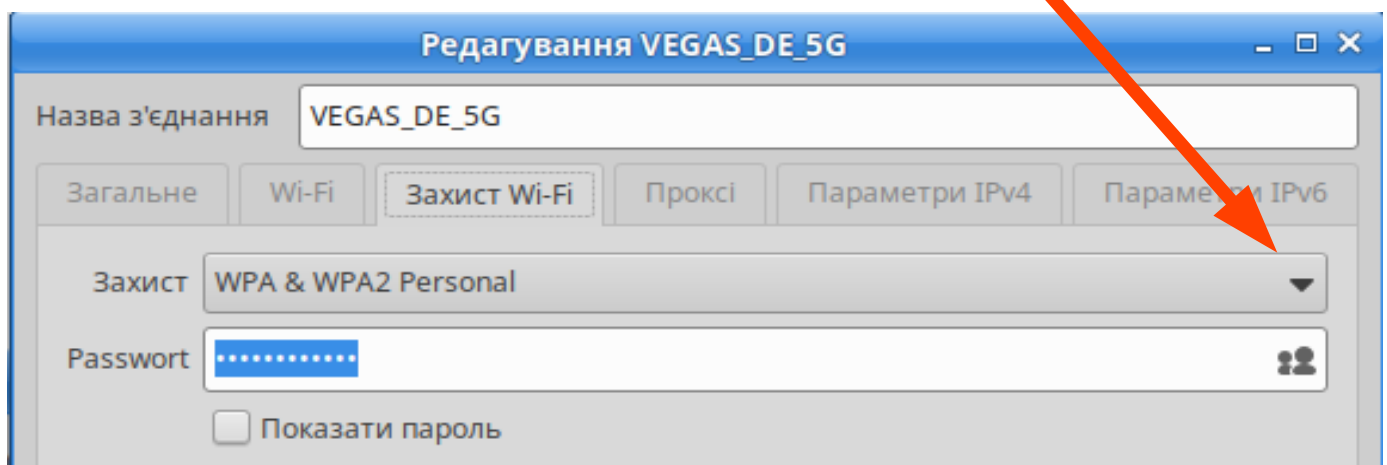 Редагування VEGAS_DE_5G
Назва з'єднання VEGAS_DE_5G
Загальне Wi-Fi Захист Wi-Fi Проксі Параметри IPv4 Параметри IPv6
Захист WPA & WPA2 Personal
Passwort ••••••••••••
Показати пароль